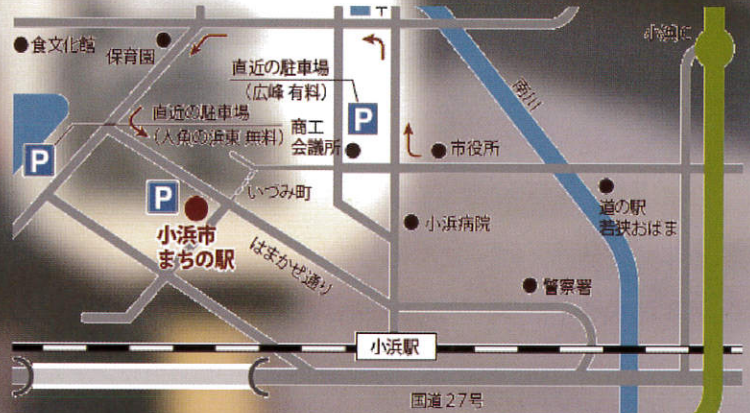 小浜IC
食文化館
保育園
直近の駐車場
（広峰 有料）
P
南川
直近の駐車場
（人魚の浜東 無料）
商工
会議所
市役所
P
P
いづみ町
道の駅
若狭おばま
小浜市
まちの駅
小浜病院
はまかぜ通り
警察署
小浜駅
国道27号